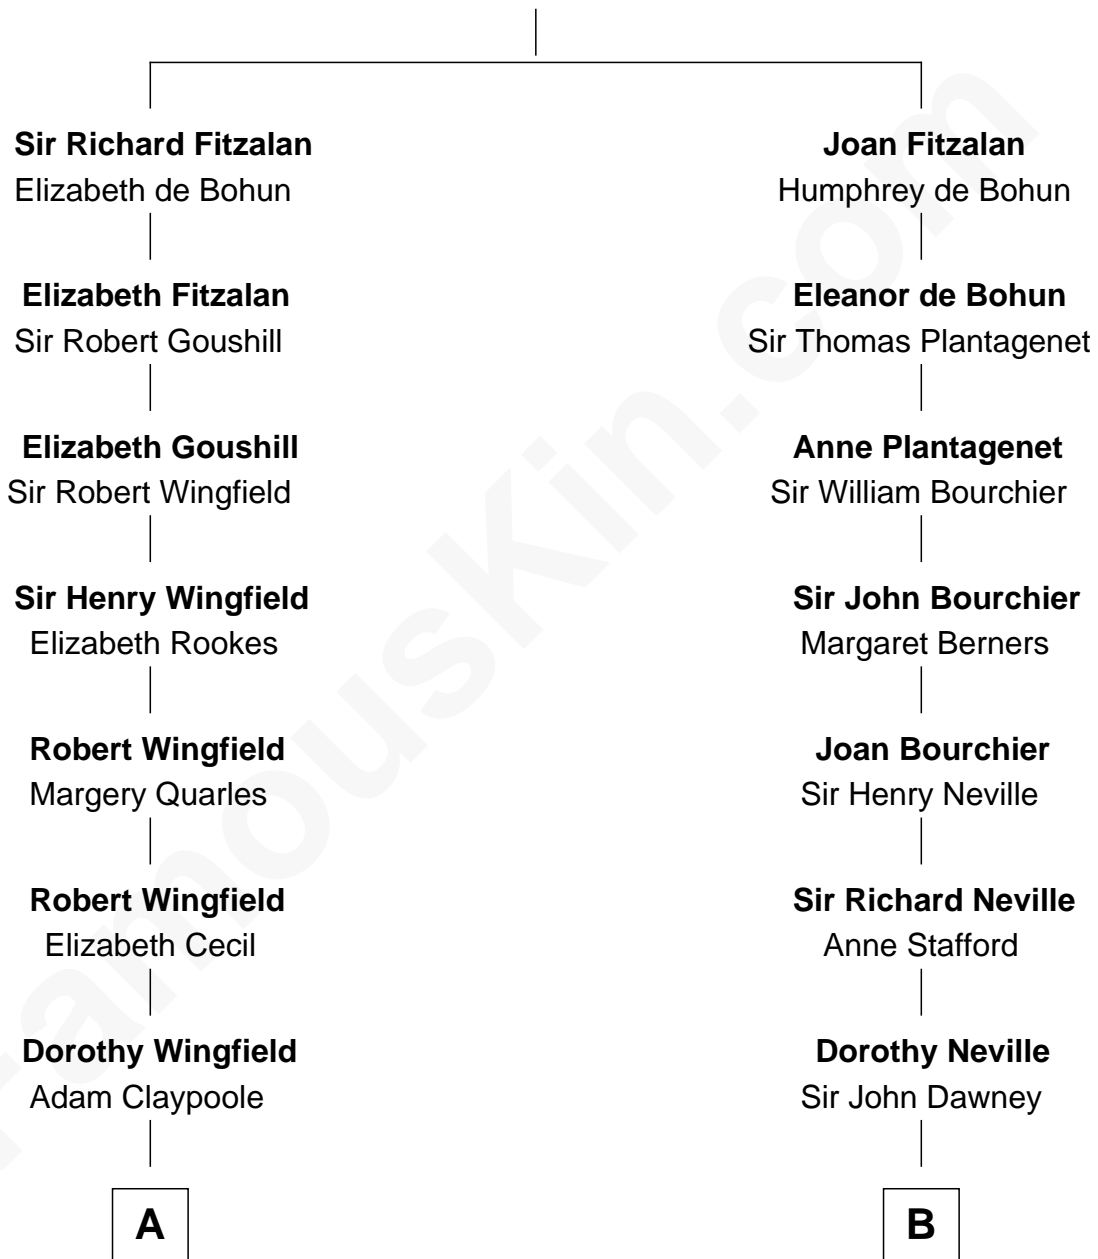 Sir Richard Fitzalan
Elizabeth de Bohun
Elizabeth Fitzalan
Sir Robert Goushill
Elizabeth Goushill
Sir Robert Wingfield
Sir Henry Wingfield
Elizabeth Rookes
Robert Wingfield
Margery Quarles
Robert Wingfield
Elizabeth Cecil
Dorothy Wingfield
Adam Claypoole
A
Joan Fitzalan
Humphrey de Bohun
Eleanor de Bohun
Sir Thomas Plantagenet
Anne Plantagenet
Sir William Bourchier
Sir John Bourchier
Margaret Berners
Joan Bourchier
Sir Henry Neville
Sir Richard Neville
Anne Stafford
Dorothy Neville
Sir John Dawney
B
FamousKin.com